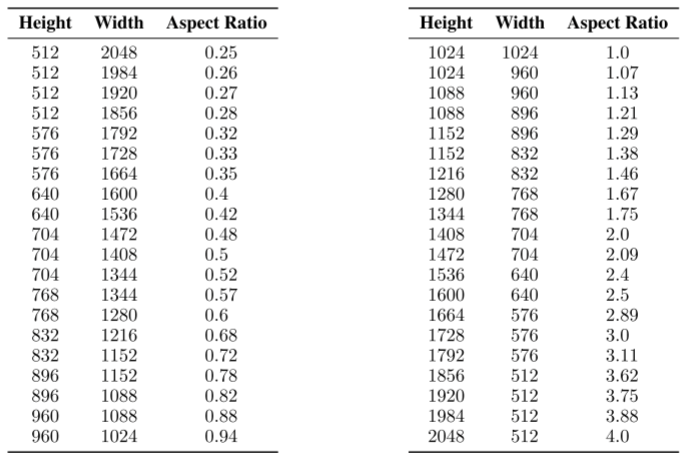 Height Width Aspect Ratio
512 2048 0.25
512 1984 0.26
512 1920 0.27
512 1856 0.28
576 1792 0.32
576 1728 0.33
576 1664 0.35
640 1600 0.4
640 1536 0.42
704 1472 0.48
704 1408 0.5
704 1344 0.52
768 1344 0.57
768 1280 0.6
832 1216 0.68
832 1152 0.72
896 1152 0.78
896 1088 0.82
960 1088 0.88
960 1024 0.94
Height Width Aspect Ratio
1024 1024 1.0
1024 960 1.07
1088 960 1.13
1088 896 1.21
1152 896 1.29
1152 832 1.38
1216 832 1.46
1280 768 1.67
1344 768 1.75
1408 704 2.0
1472 704 2.09
1536 640 2.4
1600 640 2.5
1664 576 2.89
1728 576 3.0
1792 576 3.11
1856 512 3.62
1920 512 3.75
1984 512 3.88
2048 512 4.0